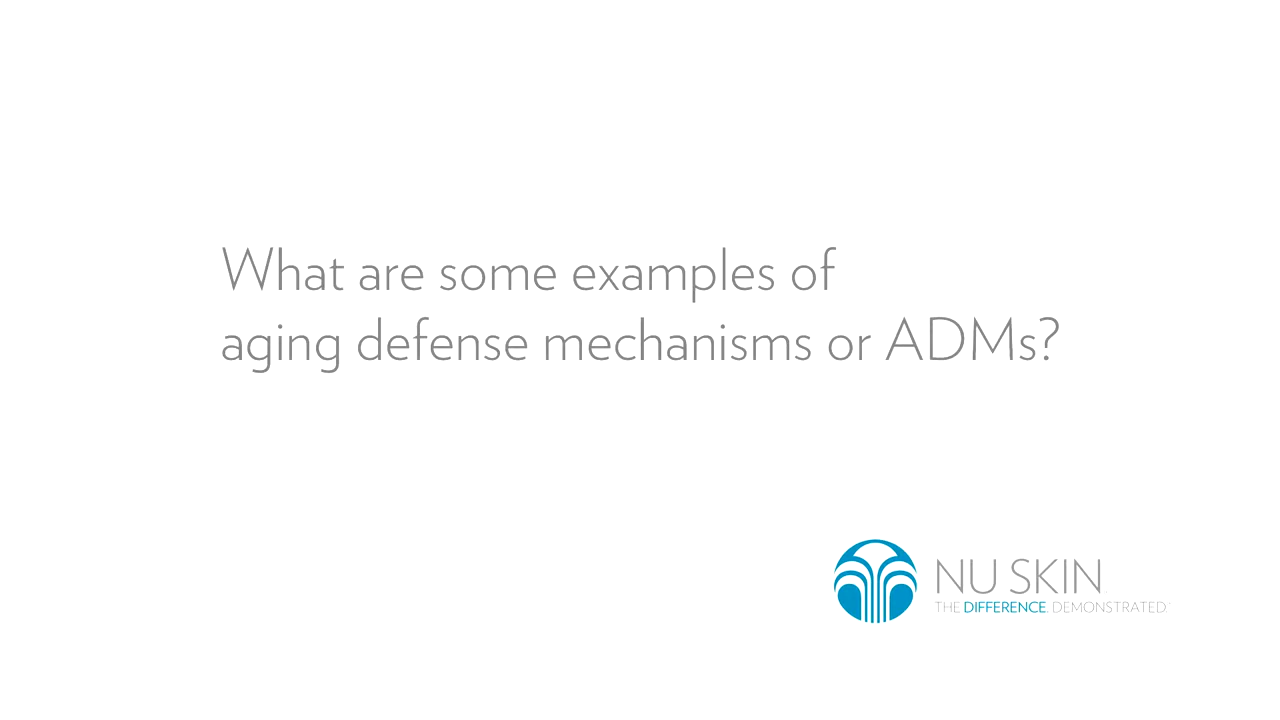 What are some examples of
aging defense mechanisms or ADMs?
NU SKIN
THE DIFFERENCE. DEMONSTRATED.